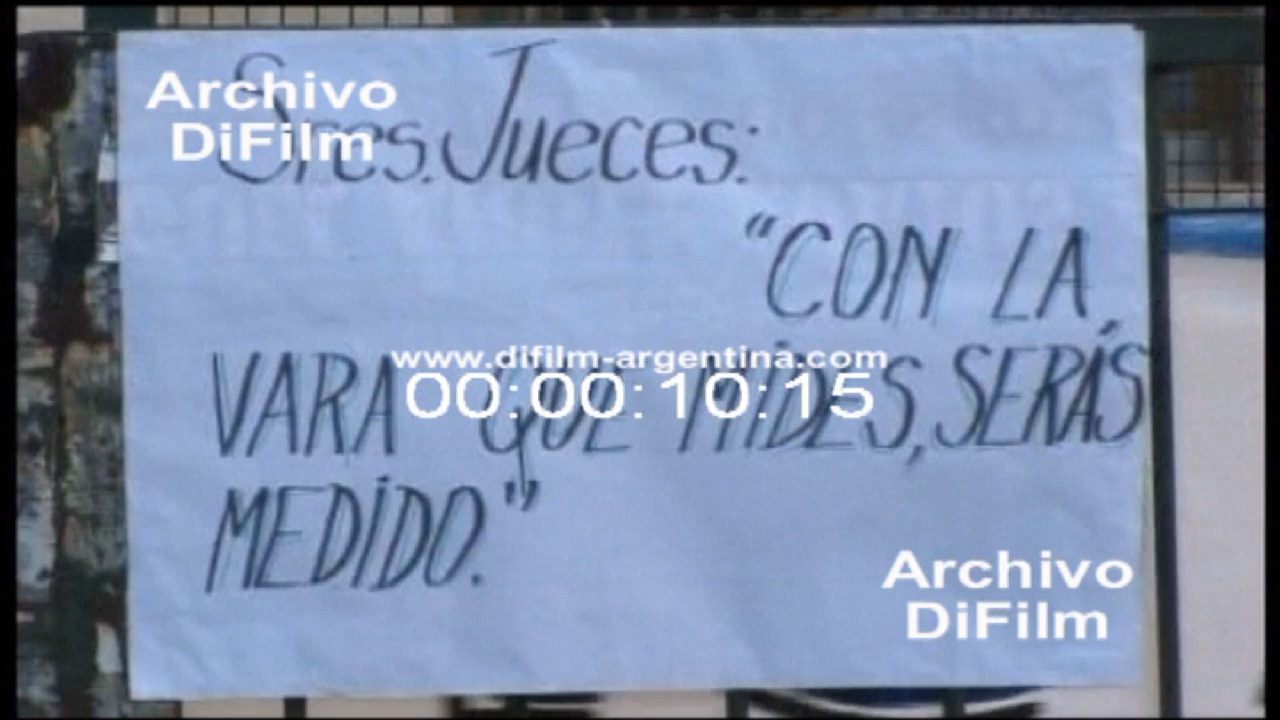 Archivo
DiFilm
Sres. Jueces:
"CON LA
www.difilm-argentina.com
VARA QUE MIDES, SERÁS
00:00:10:15
MEDIDO."
Archivo
DiFilm